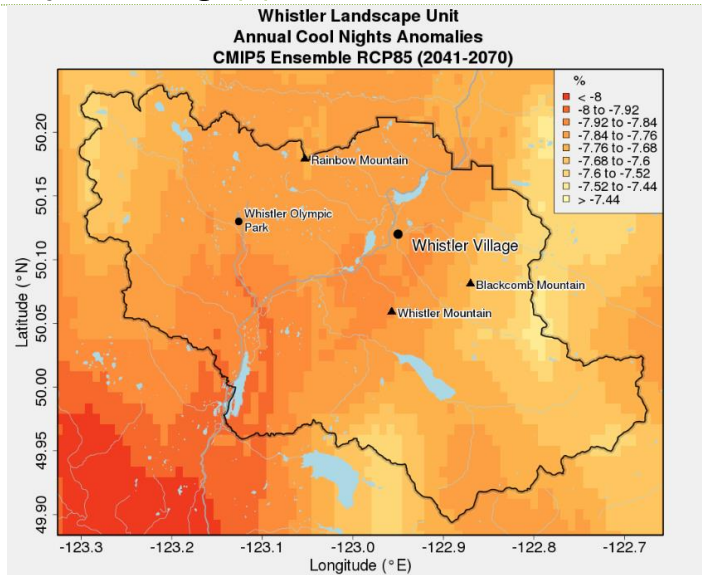 Whistler Landscape Unit
Annual Cool Nights Anomalies
CMIP5 Ensemble RCP85 (2041-2070)
%
< -8
-8 to -7.92
-7.92 to -7.84
-7.84 to -7.76
-7.76 to -7.68
-7.68 to -7.6
-7.6 to -7.52
-7.52 to -7.44
> -7.44
Rainbow Mountain
Whistler Olympic
Park
Whistler Village
Blackcomb Mountain
Whistler Mountain
Latitude (°N)
50.20
50.15
50.10
50.05
50.00
49.95
49.90
-123.3 -123.2 -123.1 -123.0 -122.9 -122.8 -122.7
Longitude (°E)